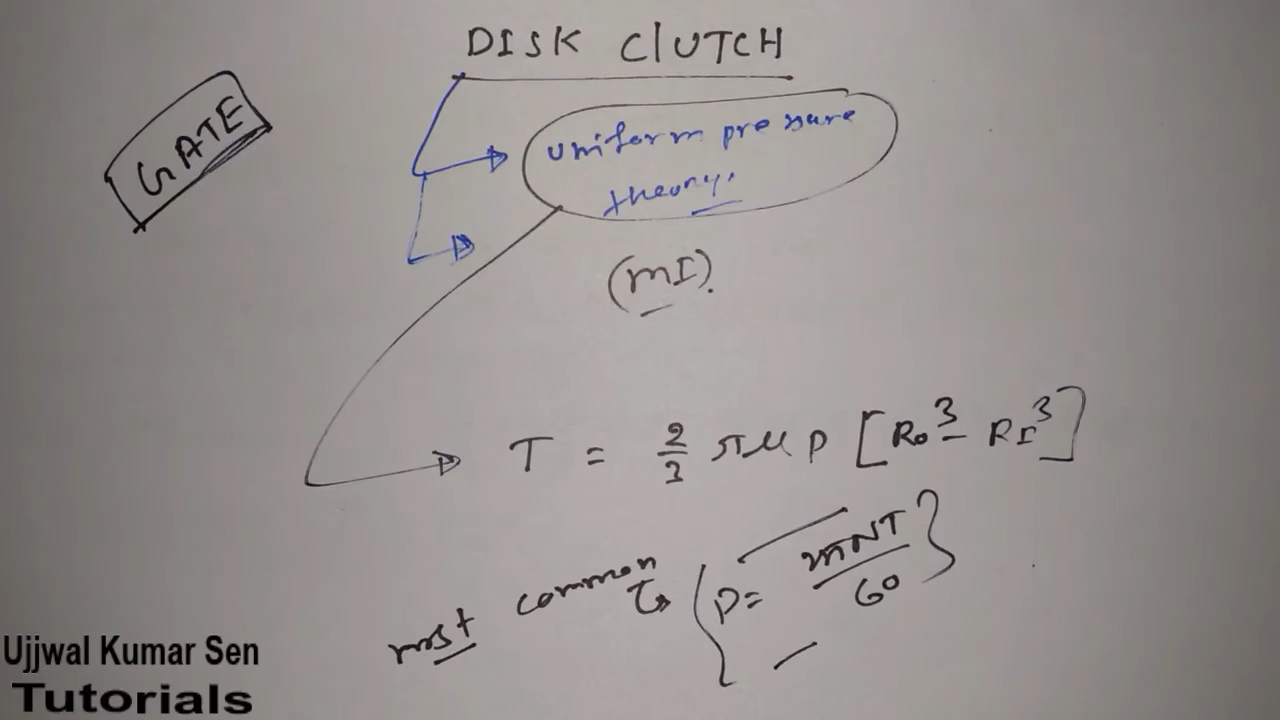 DISK ClUTCH
GATE
uniform pressure
theory.
(mI).
T = 2/3 πμ p [Ro³ - RI³]
most common { P = 2πNT/60 }
Ujjwal Kumar Sen
Tutorials